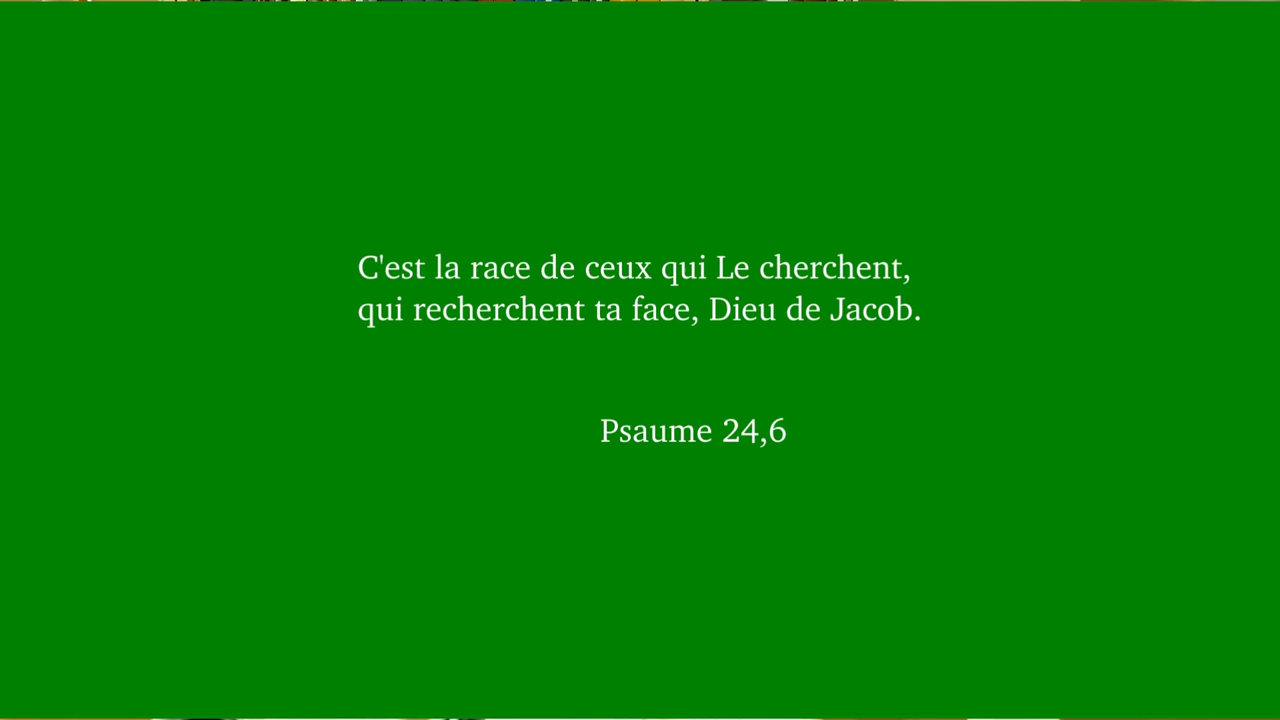 C'est la race de ceux qui Le cherchent,
qui recherchent ta face, Dieu de Jacob.
Psaume 24,6